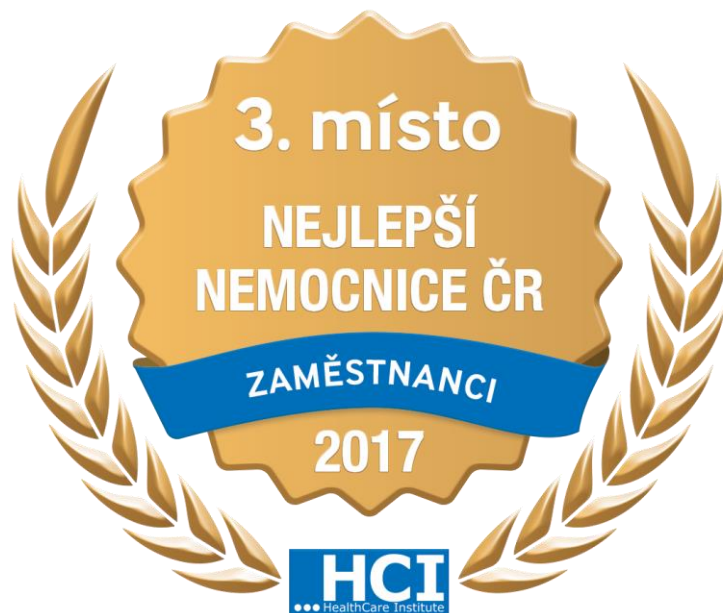 3. místo
NEJLEPŠÍ
NEMOCNICE ČR
ZAMĚSTNANCI
2017
HCI
HealthCare Institute